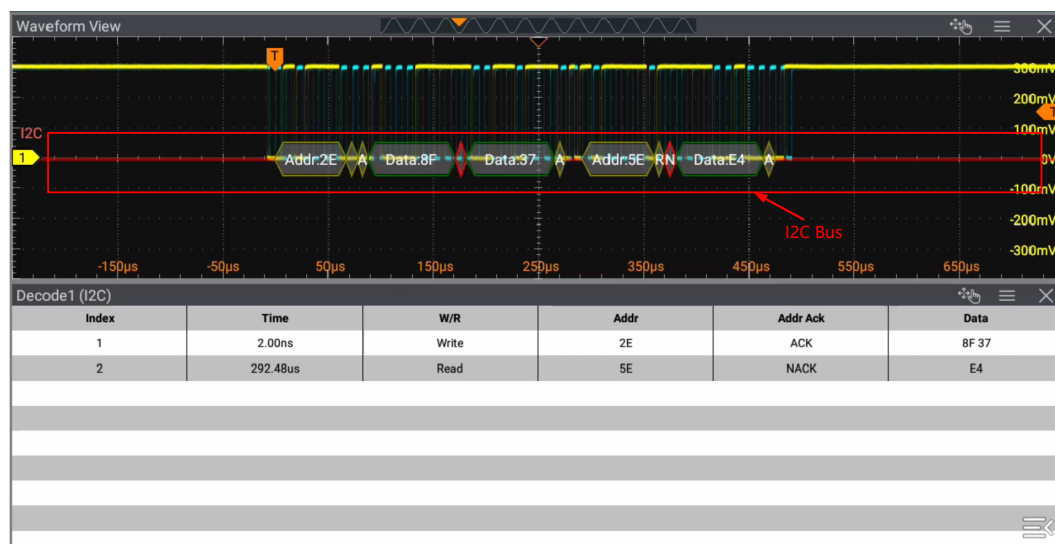 Waveform View
T
300mV
200mV
T
I2C
100mV
1
Addr:2E
A
Data:8F
Data:37
A
Addr:5E
RN
Data:E4
A
0V
-100mV
I2C Bus
-200mV
-300mV
-150μs
-50μs
50μs
150μs
250μs
350μs
450μs
550μs
650μs
Decode1 (I2C)
Index Time W/R Addr Addr Ack Data
1 2.00ns Write 2E ACK 8F 37
2 292.48us Read 5E NACK E4